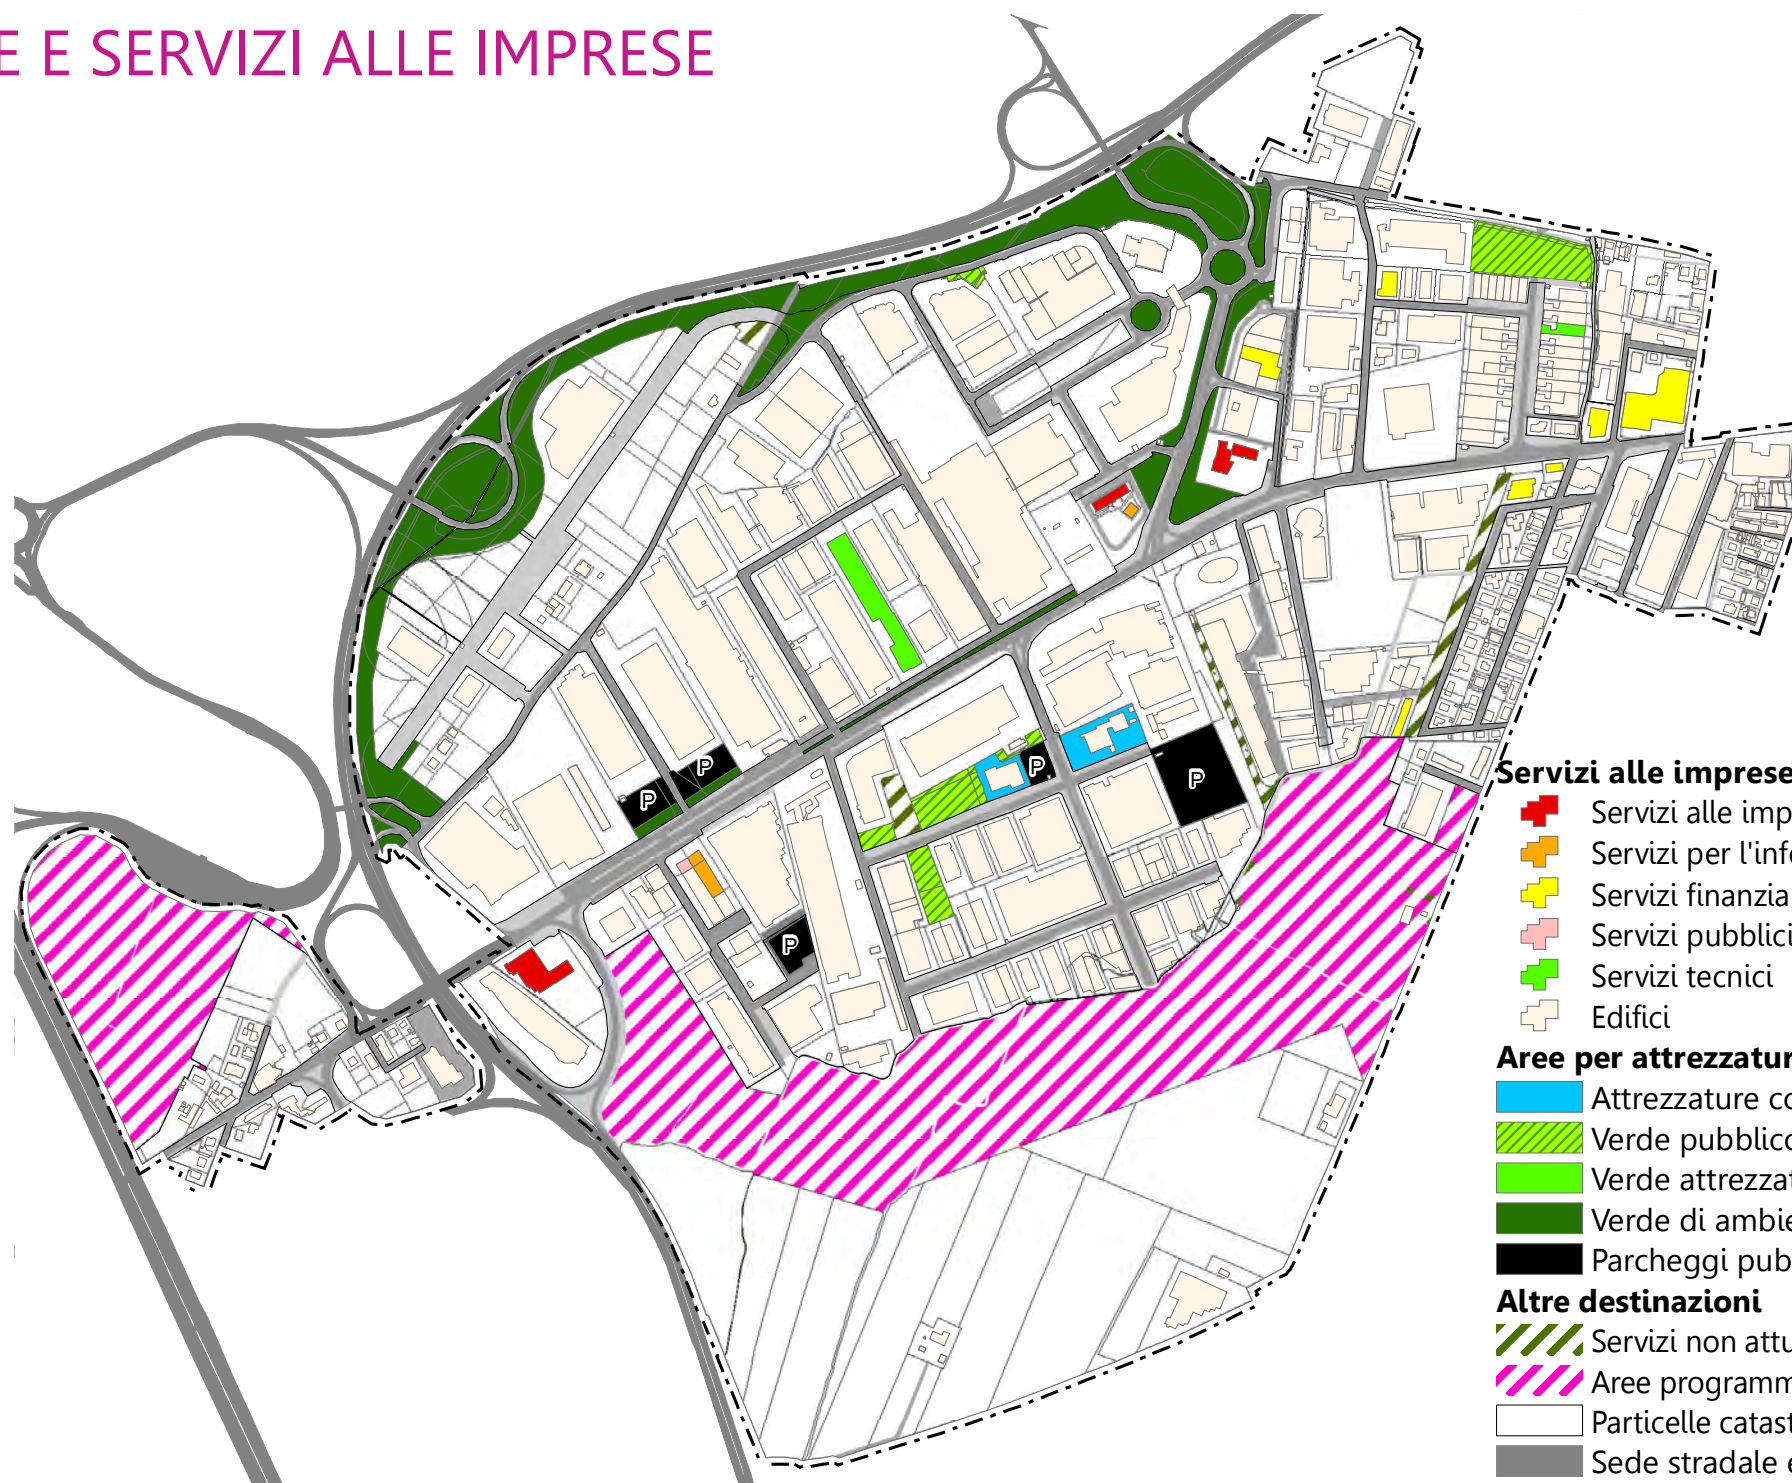 E E SERVIZI ALLE IMPRESE
P
P
P
P
P
Servizi alle imprese
Servizi alle imp
Servizi per l'info
Servizi finanzia
Servizi pubblici
Servizi tecnici
Edifici
Aree per attrezzatur
Attrezzature co
Verde pubblico
Verde attrezzat
Verde di ambie
Parcheggi pub
Altre destinazioni
Servizi non attu
Aree programm
Particelle catast
Sede stradale e